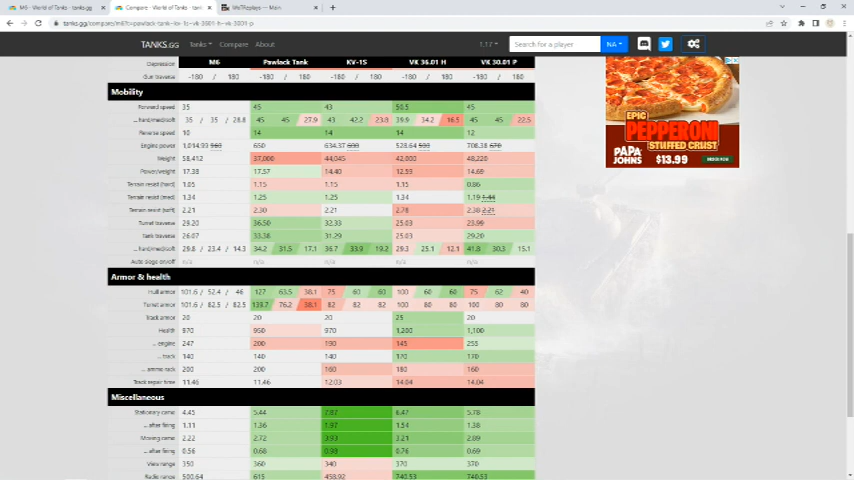 M6 - World of Tanks - tanks.gg
Compare - World of Tanks - tanks.gg
WoTReplays — Main
TANKS.GG Tanks Compare About 1.17 Search for a player NA
Depression M6 Pawlack Tank KV-1S VK 36.01 H VK 30.01 P
Gun traverse -180 / 180 -180 / 180 -180 / 180 -180 / 180 -180 / 180
Mobility
Forward speed 35 45 43 50.5 45
... hard/med/soft 35 / 35 / 28.8 45 45 27.9 43 42.2 23.8 39.9 34.2 16.5 45 45 22.5
Reverse speed 10 14 14 14 12
Engine power 1,014.93 960 650 634.37 600 528.64 500 708.38 670
Weight 58,412 37,000 44,045 42,000 48,220
Power/weight 17.38 17.57 14.40 12.59 14.69
Terrain resist (hard) 1.05 1.15 1.15 1.15 0.86
Terrain resist (med) 1.34 1.25 1.25 1.34 1.19 1.44
Terrain resist (soft) 2.21 2.30 2.21 2.78 2.38 2.21
Turret traverse 29.20 36.50 32.33 25.03 23.99
Tank traverse 26.07 33.38 31.29 25.03 29.20
... hard/med/soft 29.8 / 23.4 / 14.3 34.2 31.5 17.1 36.7 33.9 19.2 29.3 25.1 12.1 41.8 30.3 15.1
Auto siege on/off n/a n/a n/a n/a n/a
Armor & health
Hull armor 101.6 / 52.4 / 46 127 63.5 38.1 75 60 60 100 60 60 75 62 40
Turret armor 101.6 / 82.5 / 82.5 139.7 76.2 38.1 82 82 82 100 80 80 100 80 80
Track armor 20 20 20 25 20
Health 970 950 970 1,200 1,100
... engine 247 200 190 145 255
... track 140 140 140 170 170
... ammo rack 200 200 160 160 160
Track repair time 11.46 11.46 12.03 14.04 14.04
Miscellaneous
Stationary camo 4.45 5.44 6.47 5.78
... after firing 1.11 1.36 1.97 1.54 1.38
Moving camo 2.22 2.72 3.93 3.21 2.89
... after firing 0.56 0.68 0.98 0.76 0.69
View range 350 360 340 370 370
Radio range 500.64 615 458.92 740.53 740.53
EPIC
PEPPERONI
STUFFED CRUST
PAPA JOHNS
$13.99
ORDER NOW